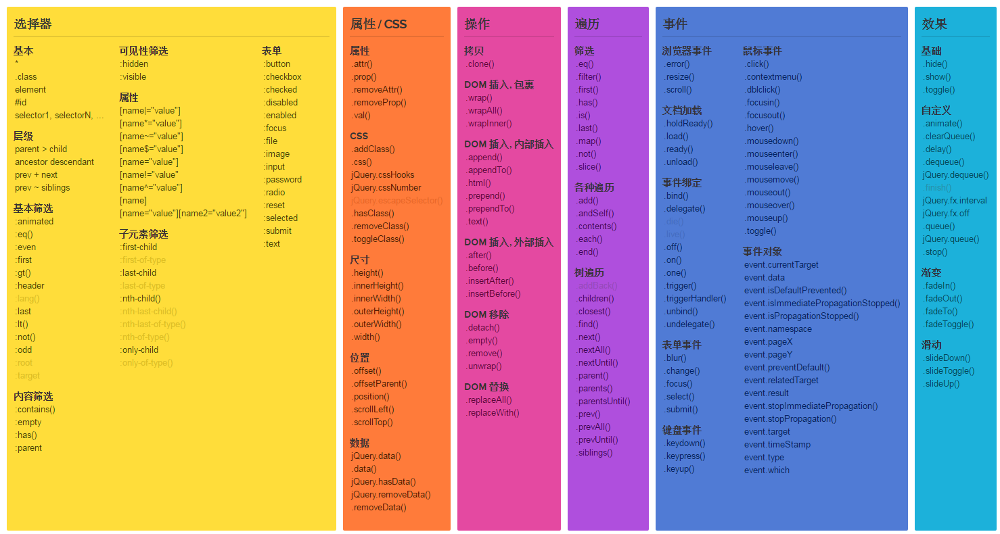 选择器
基本
*
.class
element
#id
selector1, selectorN, ...
层级
parent > child
ancestor descendant
prev + next
prev ~ siblings
基本筛选
:animated
:eq()
:even
:first
:gt()
:header
:lang()
:last
:lt()
:not()
:odd
:root
:target
内容筛选
:contains()
:empty
:has()
:parent
可见性筛选
:hidden
:visible
属性
[name|="value"]
[name*="value"]
[name~="value"]
[name$="value"]
[name="value"]
[name!="value"
[name^="value"]
[name]
[name="value"][name2="value2"]
子元素筛选
:first-child
:first-of-type
:last-child
:last-of-type
:nth-child()
:nth-last-child()
:nth-last-of-type()
:nth-of-type()
:only-child
:only-of-type()
表单
:button
:checkbox
:checked
:disabled
:enabled
:focus
:file
:image
:input
:password
:radio
:reset
:selected
:submit
:text
属性 / CSS
属性
.attr()
.prop()
.removeAttr()
.removeProp()
.val()
CSS
.addClass()
.css()
jQuery.cssHooks
jQuery.cssNumber
jQuery.escapeSelector()
.hasClass()
.removeClass()
.toggleClass()
尺寸
.height()
.innerHeight()
.innerWidth()
.outerHeight()
.outerWidth()
.width()
位置
.offset()
.offsetParent()
.position()
.scrollLeft()
.scrollTop()
数据
jQuery.data()
.data()
jQuery.hasData()
jQuery.removeData()
.removeData()
操作
拷贝
.clone()
DOM 插入, 包裹
.wrap()
.wrapAll()
.wrapInner()
DOM 插入, 内部插入
.append()
.appendTo()
.html()
.prepend()
.prependTo()
.text()
DOM 插入, 外部插入
.after()
.before()
.insertAfter()
.insertBefore()
DOM 移除
.detach()
.empty()
.remove()
.unwrap()
DOM 替换
.replaceAll()
.replaceWith()
遍历
筛选
.eq()
.filter()
.first()
.has()
.is()
.last()
.map()
.not()
.slice()
各种遍历
.add()
.andSelf()
.contents()
.each()
.end()
树遍历
.addBack()
.children()
.closest()
.find()
.next()
.nextAll()
.nextUntil()
.parent()
.parents()
.parentsUntil()
.prev()
.prevAll()
.prevUntil()
.siblings()
事件
浏览器事件
.error()
.resize()
.scroll()
文档加载
.holdReady()
.load()
.ready()
.unload()
事件绑定
.bind()
.delegate()
.die()
.live()
.off()
.on()
.one()
.trigger()
.triggerHandler()
.unbind()
.undelegate()
表单事件
.blur()
.change()
.focus()
.select()
.submit()
键盘事件
.keydown()
.keypress()
.keyup()
鼠标事件
.click()
.contextmenu()
.dblclick()
.focusin()
.focusout()
.hover()
.mousedown()
.mouseenter()
.mouseleave()
.mousemove()
.mouseout()
.mouseover()
.mouseup()
.toggle()
事件对象
event.currentTarget
event.data
event.isDefaultPrevented()
event.isImmediatePropagationStopped()
event.isPropagationStopped()
event.namespace
event.pageX
event.pageY
event.preventDefault()
event.relatedTarget
event.result
event.stopImmediatePropagation()
event.stopPropagation()
event.target
event.timeStamp
event.type
event.which
效果
基础
.hide()
.show()
.toggle()
自定义
.animate()
.clearQueue()
.delay()
.dequeue()
jQuery.dequeue()
.finish()
jQuery.fx.interval
jQuery.fx.off
.queue()
jQuery.queue()
.stop()
渐变
.fadeIn()
.fadeOut()
.fadeTo()
.fadeToggle()
滑动
.slideDown()
.slideToggle()
.slideUp()